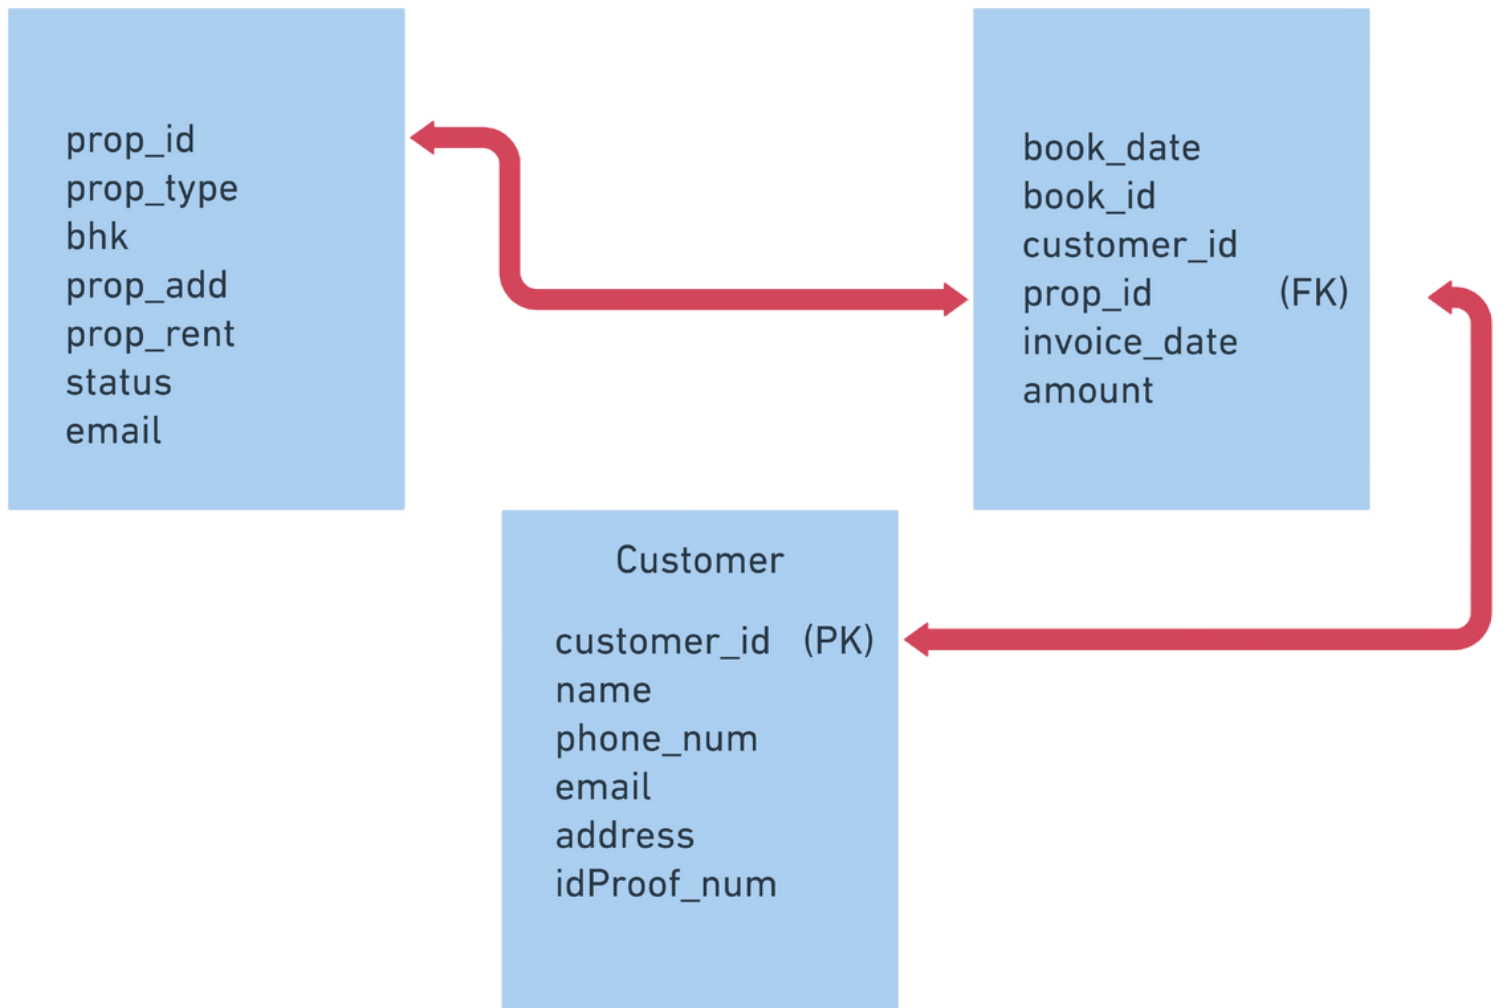 prop_id
prop_type
bhk
prop_add
prop_rent
status
email
book_date
book_id
customer_id
prop_id (FK)
invoice_date
amount
Customer
customer_id (PK)
name
phone_num
email
address
idProof_num